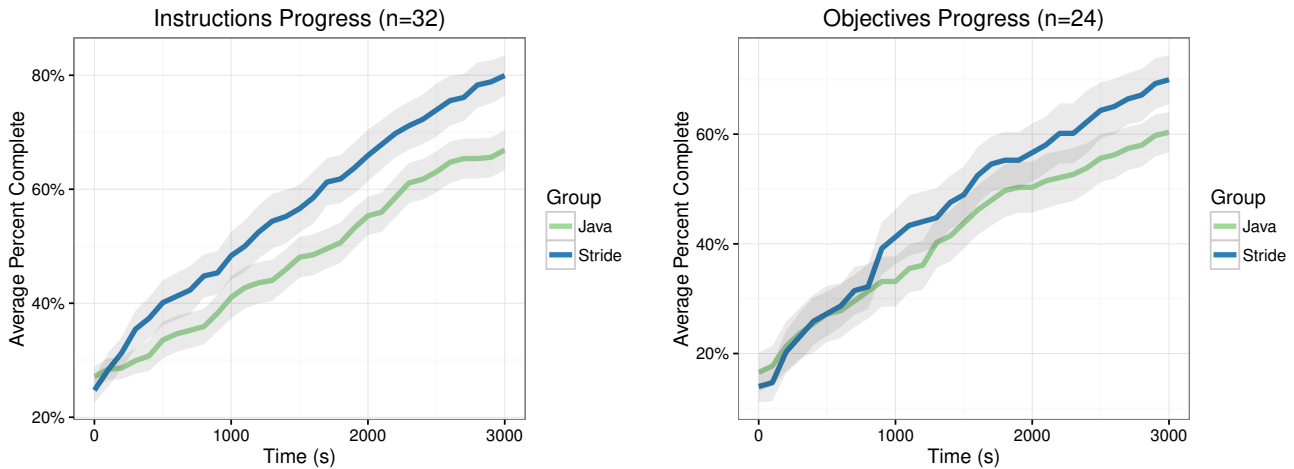 Instructions Progress (n=32)
Average Percent Complete
80%
60%
40%
20%
0 1000 2000 3000
Time (s)
Group
Java
Stride
Objectives Progress (n=24)
Average Percent Complete
60%
40%
20%
0 1000 2000 3000
Time (s)
Group
Java
Stride